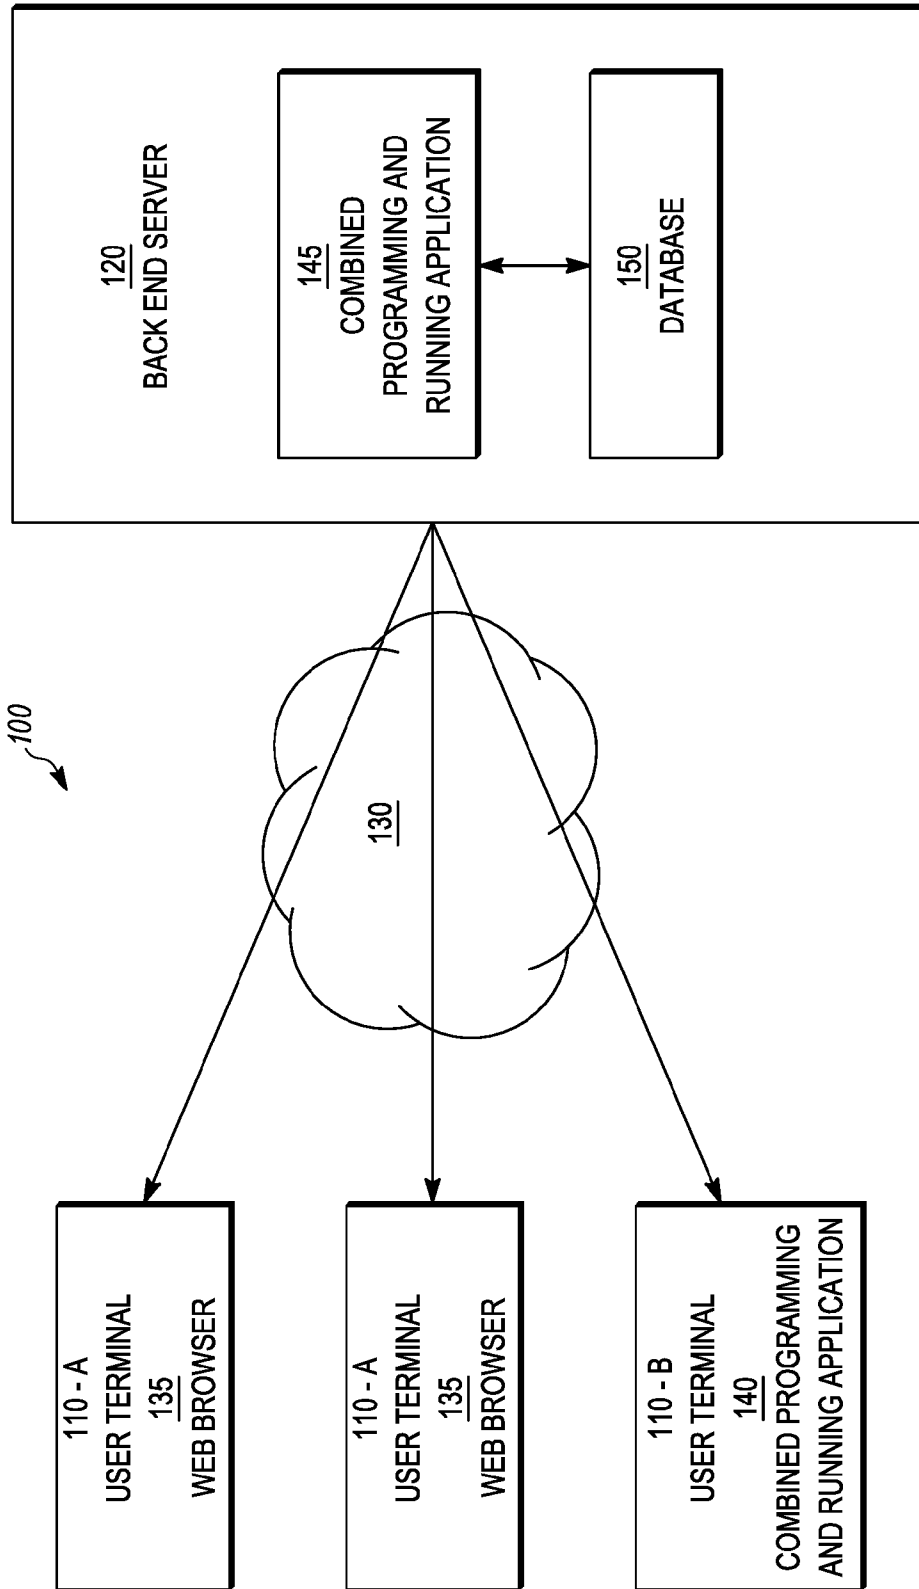 100
110 - A
USER TERMINAL
135
WEB BROWSER
110 - A
USER TERMINAL
135
WEB BROWSER
110 - B
USER TERMINAL
140
COMBINED PROGRAMMING
AND RUNNING APPLICATION
130
120
BACK END SERVER
145
COMBINED
PROGRAMMING AND
RUNNING APPLICATION
150
DATABASE